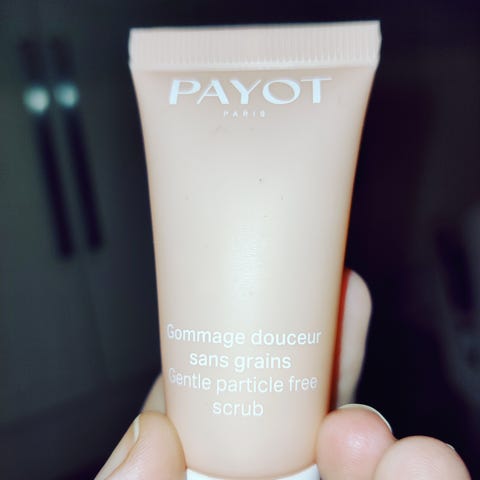 PAYOT
PARIS
Gommage douceur
sans grains
Gentle particle free
scrub